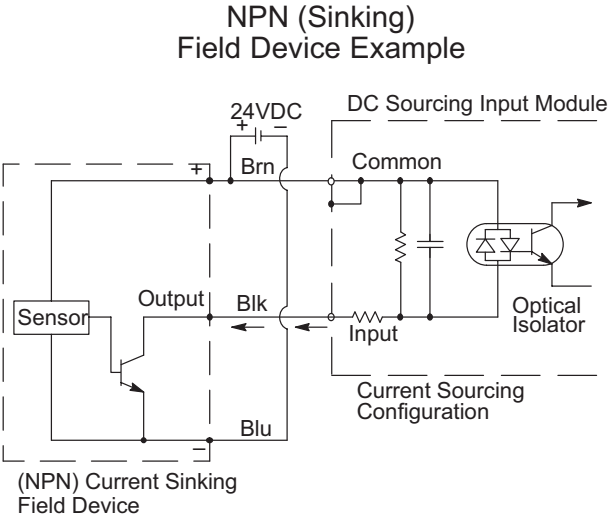 NPN (Sinking)
Field Device Example
DC Sourcing Input Module
24VDC
+ −
+
Brn
Common
Output
Blk
Sensor
Input
Optical
Isolator
Current Sourcing
Configuration
Blu
−
(NPN) Current Sinking
Field Device